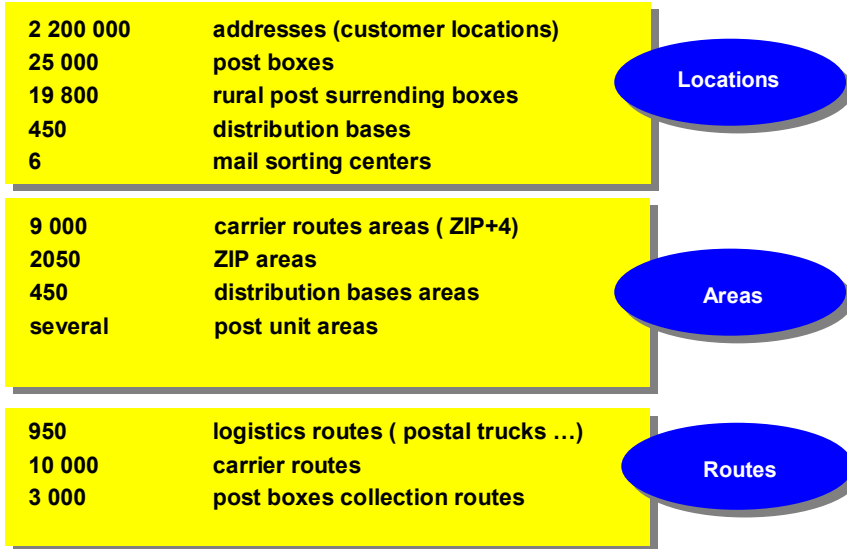 2 200 000 addresses (customer locations)
25 000 post boxes
19 800 rural post surrending boxes
450 distribution bases
6 mail sorting centers
Locations
9 000 carrier routes areas ( ZIP+4)
2050 ZIP areas
450 distribution bases areas
several post unit areas
Areas
950 logistics routes ( postal trucks …)
10 000 carrier routes
3 000 post boxes collection routes
Routes